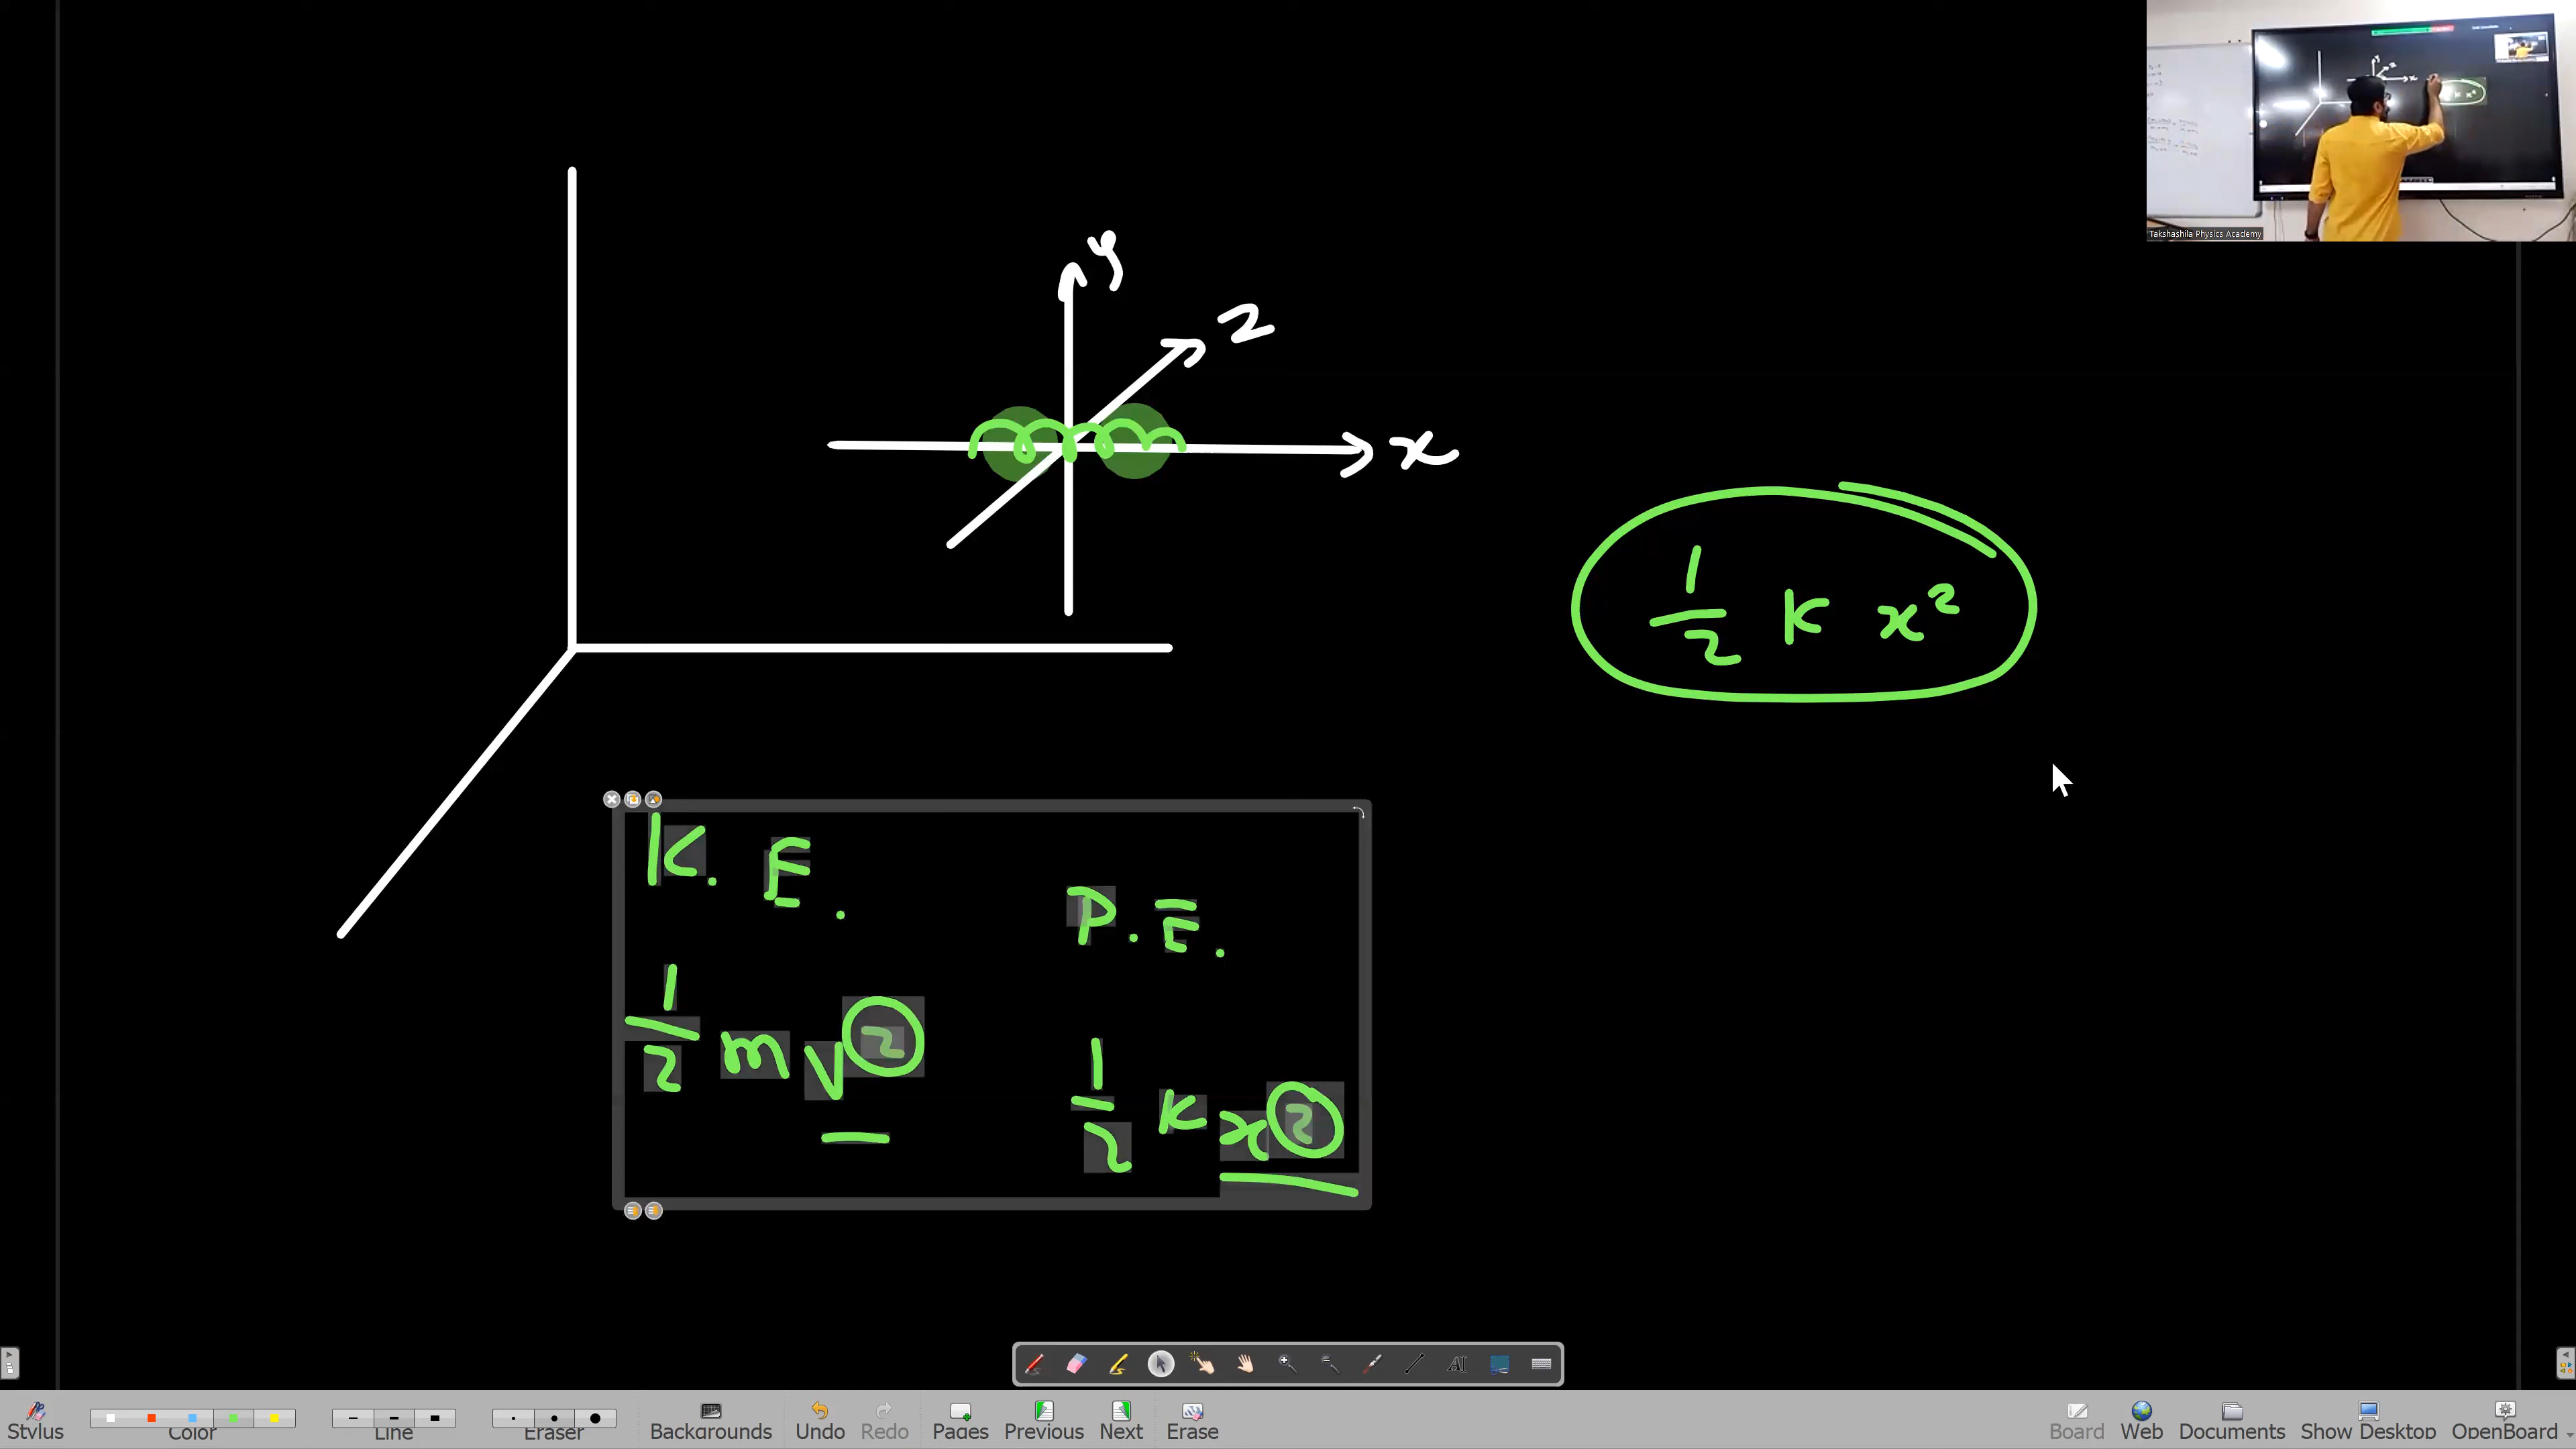 Takshashila Physics Academy
y
z
x
1/2 K x²
K. E.
P. E.
1/2 m v²
1/2 K x²
Stylus
Color
Line
Eraser
Backgrounds
Undo
Redo
Pages
Previous
Next
Erase
Board
Web
Documents
Show Desktop
OpenBoard